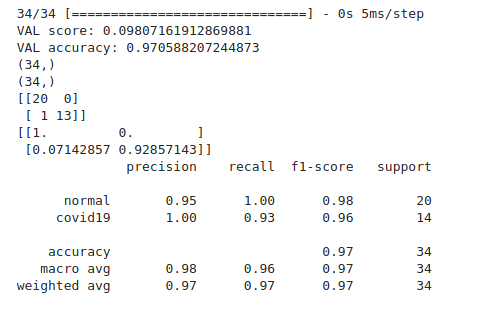 34/34 [==============================] - 0s 5ms/step
VAL score: 0.09807161912869881
VAL accuracy: 0.970588207244873
(34,)
(34,)
[[20  0]
 [ 1 13]]
[[1.         0.        ]
 [0.07142857 0.92857143]]
              precision    recall  f1-score   support

      normal       0.95      1.00      0.98        20
     covid19       1.00      0.93      0.96        14

    accuracy                           0.97        34
   macro avg       0.98      0.96      0.97        34
weighted avg       0.97      0.97      0.97        34